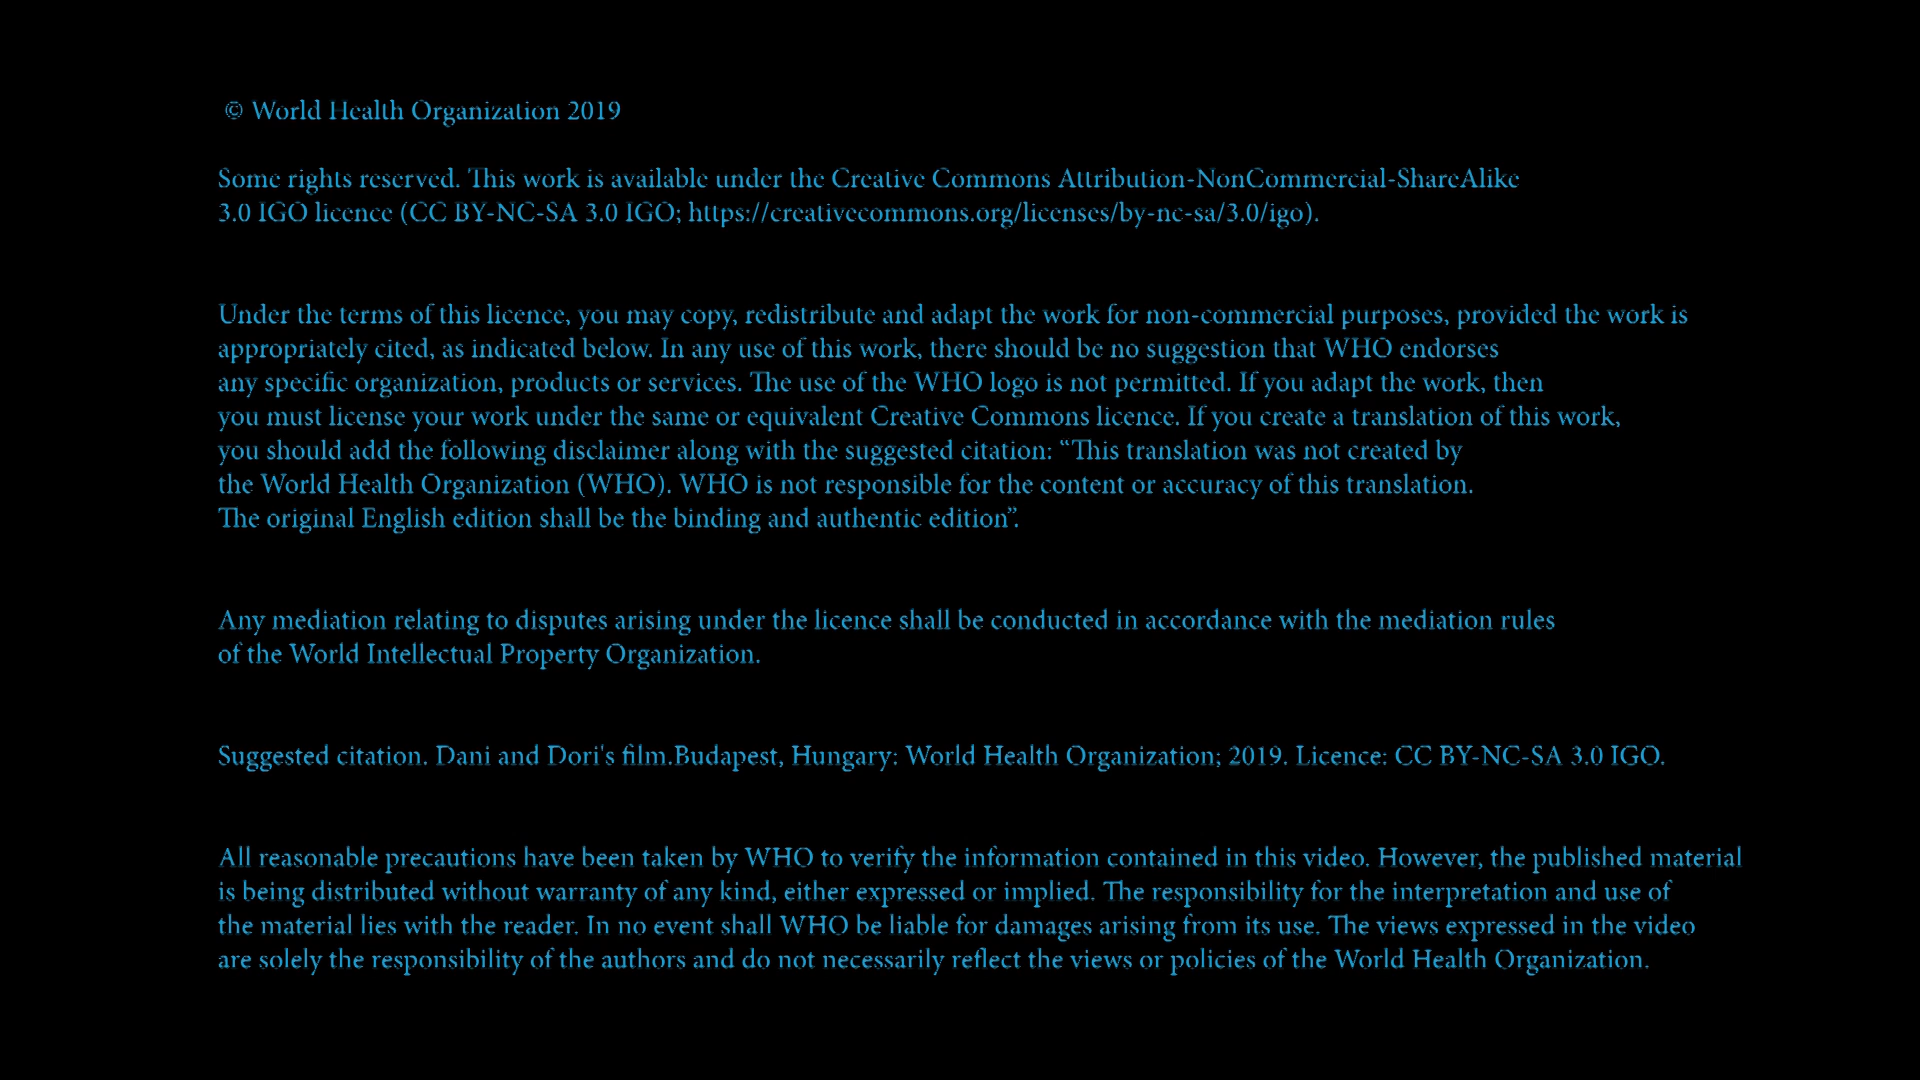 © World Health Organization 2019
Some rights reserved. This work is available under the Creative Commons Attribution-NonCommercial-ShareAlike
3.0 IGO licence (CC BY-NC-SA 3.0 IGO; https://creativecommons.org/licenses/by-nc-sa/3.0/igo).
Under the terms of this licence, you may copy, redistribute and adapt the work for non-commercial purposes, provided the work is
appropriately cited, as indicated below. In any use of this work, there should be no suggestion that WHO endorses
any specific organization, products or services. The use of the WHO logo is not permitted. If you adapt the work, then
you must license your work under the same or equivalent Creative Commons licence. If you create a translation of this work,
you should add the following disclaimer along with the suggested citation: “This translation was not created by
the World Health Organization (WHO). WHO is not responsible for the content or accuracy of this translation.
The original English edition shall be the binding and authentic edition”.
Any mediation relating to disputes arising under the licence shall be conducted in accordance with the mediation rules
of the World Intellectual Property Organization.
Suggested citation. Dani and Dori's film.Budapest, Hungary: World Health Organization; 2019. Licence: CC BY-NC-SA 3.0 IGO.
All reasonable precautions have been taken by WHO to verify the information contained in this video. However, the published material
is being distributed without warranty of any kind, either expressed or implied. The responsibility for the interpretation and use of
the material lies with the reader. In no event shall WHO be liable for damages arising from its use. The views expressed in the video
are solely the responsibility of the authors and do not necessarily reflect the views or policies of the World Health Organization.